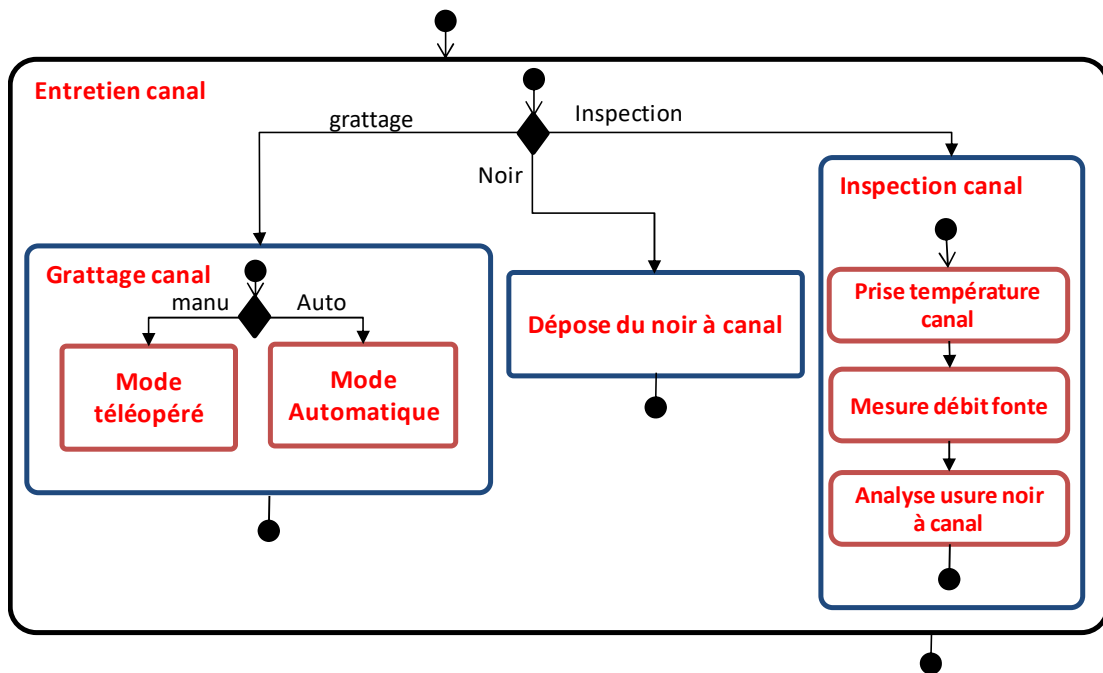 Entretien canal
grattage
Inspection
Noir
Inspection canal
Grattage canal
manu
Auto
Mode
téléopéré
Mode
Automatique
Dépose du noir à canal
Prise température
canal
Mesure débit fonte
Analyse usure noir
à canal